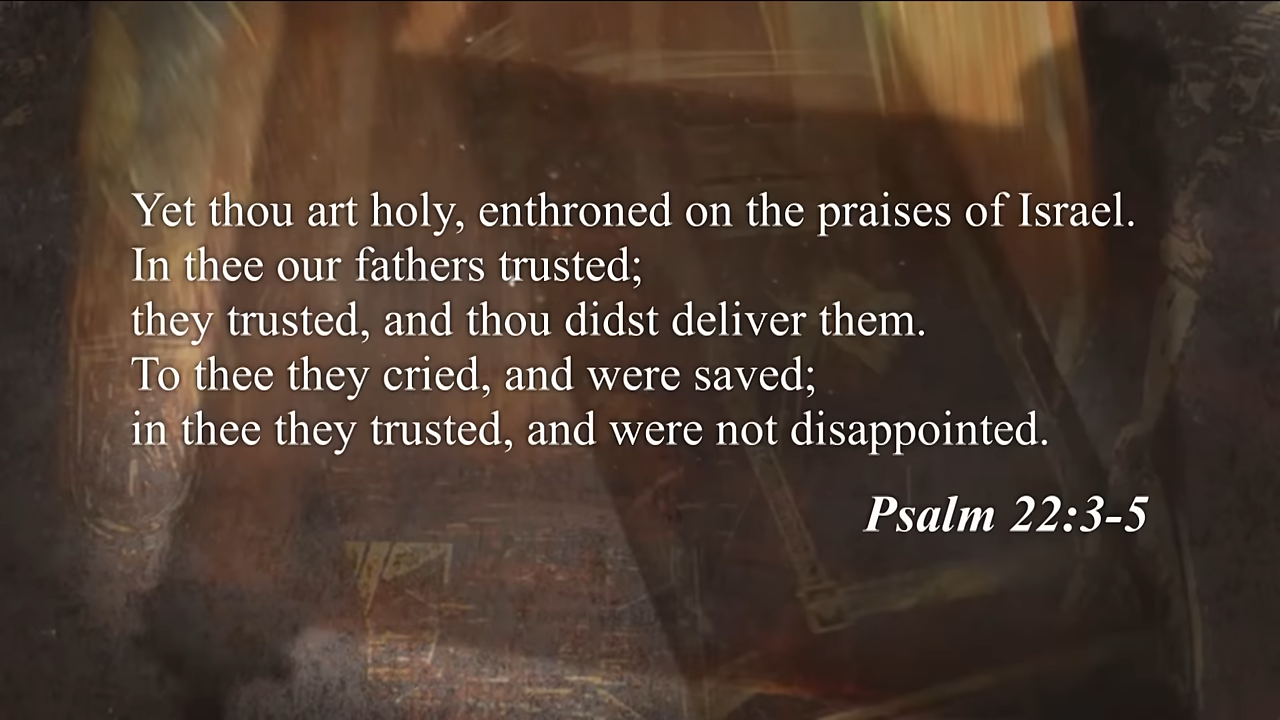 Yet thou art holy, enthroned on the praises of Israel.
In thee our fathers trusted;
they trusted, and thou didst deliver them.
To thee they cried, and were saved;
in thee they trusted, and were not disappointed.
Psalm 22:3-5